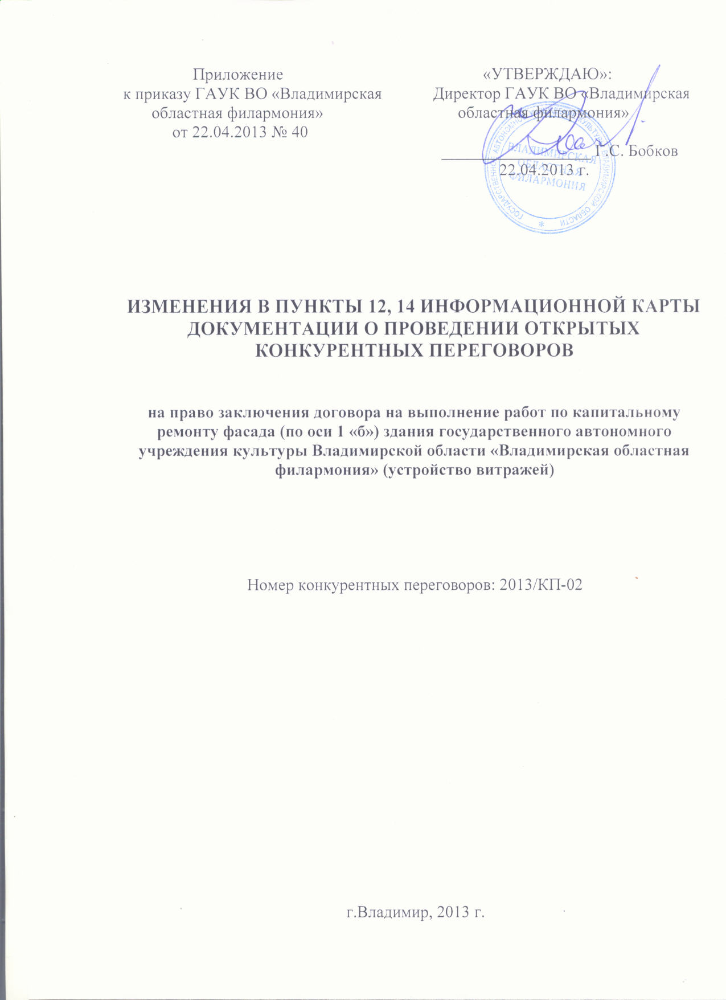 Приложение
к приказу ГАУК ВО «Владимирская
областная филармония»
от 22.04.2013 № 40
«УТВЕРЖДАЮ»:
Директор ГАУК ВО «Владимирская
областная филармония»
Г.С. Бобков
22.04.2013 г.
ГОСУДАРСТВЕННОЕ АВТОНОМНОЕ УЧРЕЖДЕНИЕ КУЛЬТУРЫ ВЛАДИМИРСКОЙ ОБЛАСТИ
ВЛАДИМИРСКАЯ
ОБЛАСТНАЯ
ФИЛАРМОНИЯ
ИЗМЕНЕНИЯ В ПУНКТЫ 12, 14 ИНФОРМАЦИОННОЙ КАРТЫ
ДОКУМЕНТАЦИИ О ПРОВЕДЕНИИ ОТКРЫТЫХ
КОНКУРЕНТНЫХ ПЕРЕГОВОРОВ
на право заключения договора на выполнение работ по капитальному
ремонту фасада (по оси 1 «б») здания государственного автономного
учреждения культуры Владимирской области «Владимирская областная
филармония» (устройство витражей)
Номер конкурентных переговоров: 2013/КП-02
г.Владимир, 2013 г.